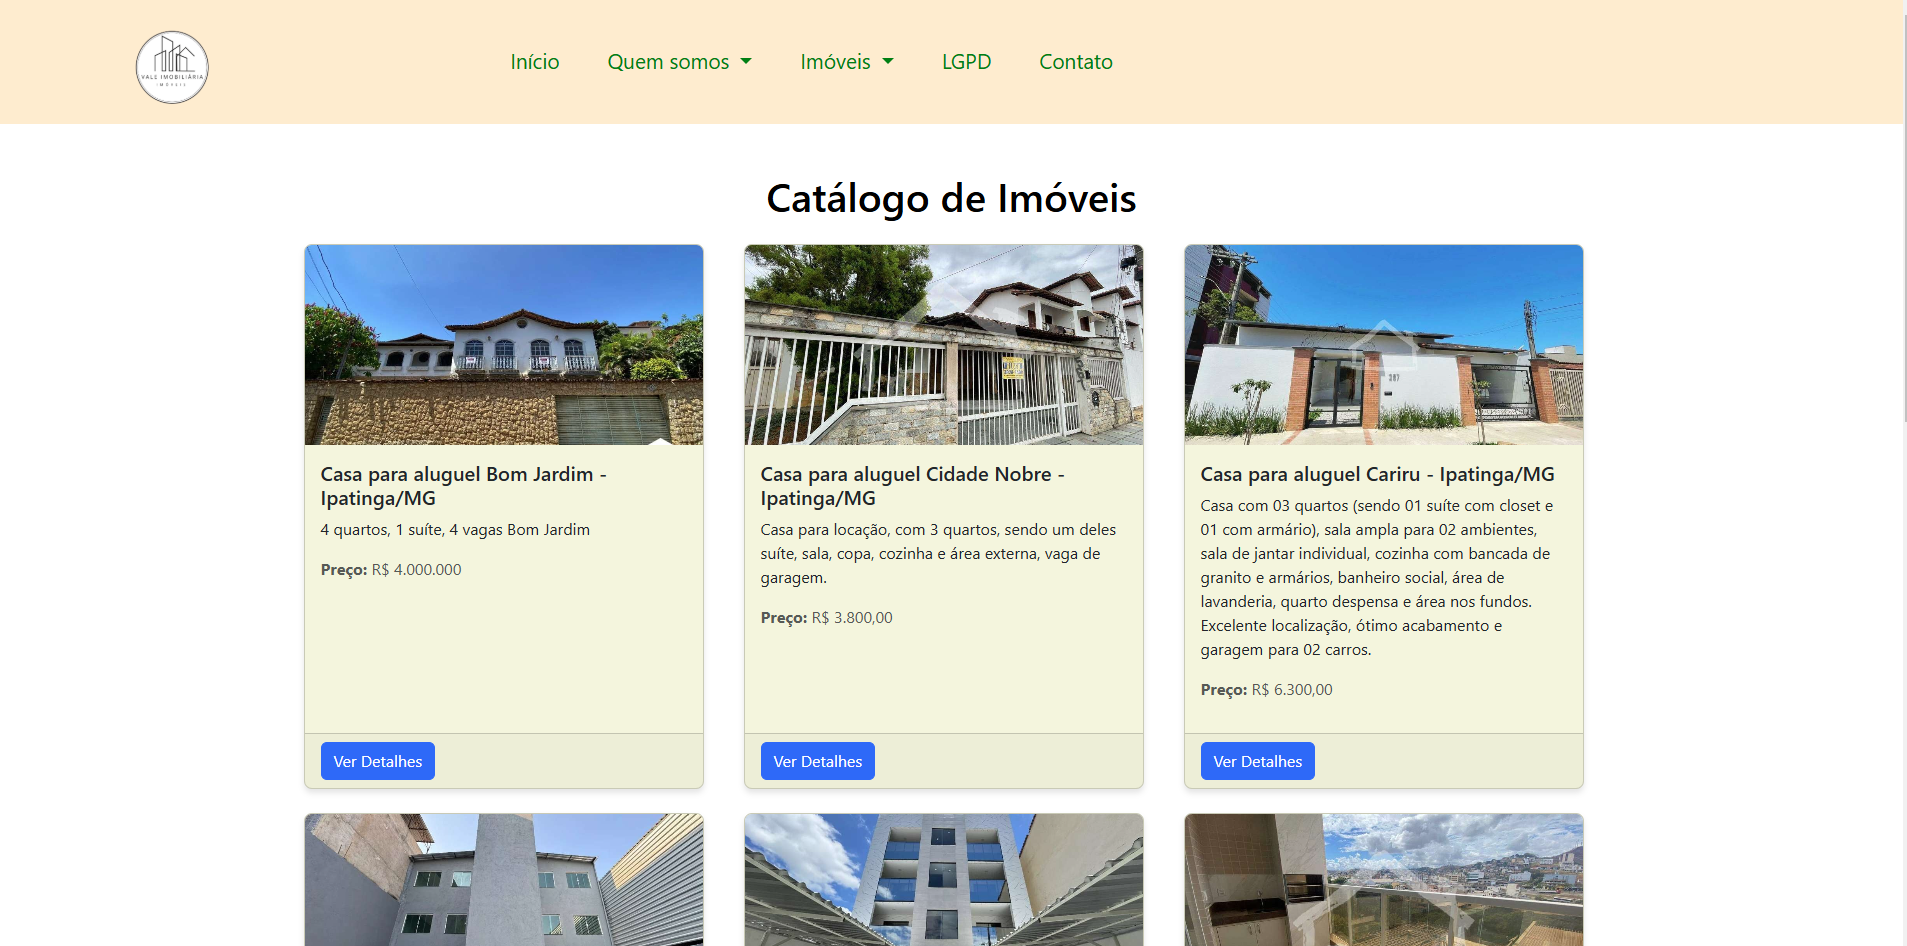 VALE IMOBILIÁRIA
IMÓVEIS
Início
Quem somos
Imóveis
LGPD
Contato
Catálogo de Imóveis
Casa para aluguel Bom Jardim -
Ipatinga/MG
4 quartos, 1 suíte, 4 vagas Bom Jardim
Preço: R$ 4.000.000
Ver Detalhes
Casa para aluguel Cidade Nobre -
Ipatinga/MG
Casa para locação, com 3 quartos, sendo um deles
suíte, sala, copa, cozinha e área externa, vaga de
garagem.
Preço: R$ 3.800,00
Ver Detalhes
287
Casa para aluguel Cariru - Ipatinga/MG
Casa com 03 quartos (sendo 01 suíte com closet e
01 com armário), sala ampla para 02 ambientes,
sala de jantar individual, cozinha com bancada de
granito e armários, banheiro social, área de
lavanderia, quarto despensa e área nos fundos.
Excelente localização, ótimo acabamento e
garagem para 02 carros.
Preço: R$ 6.300,00
Ver Detalhes